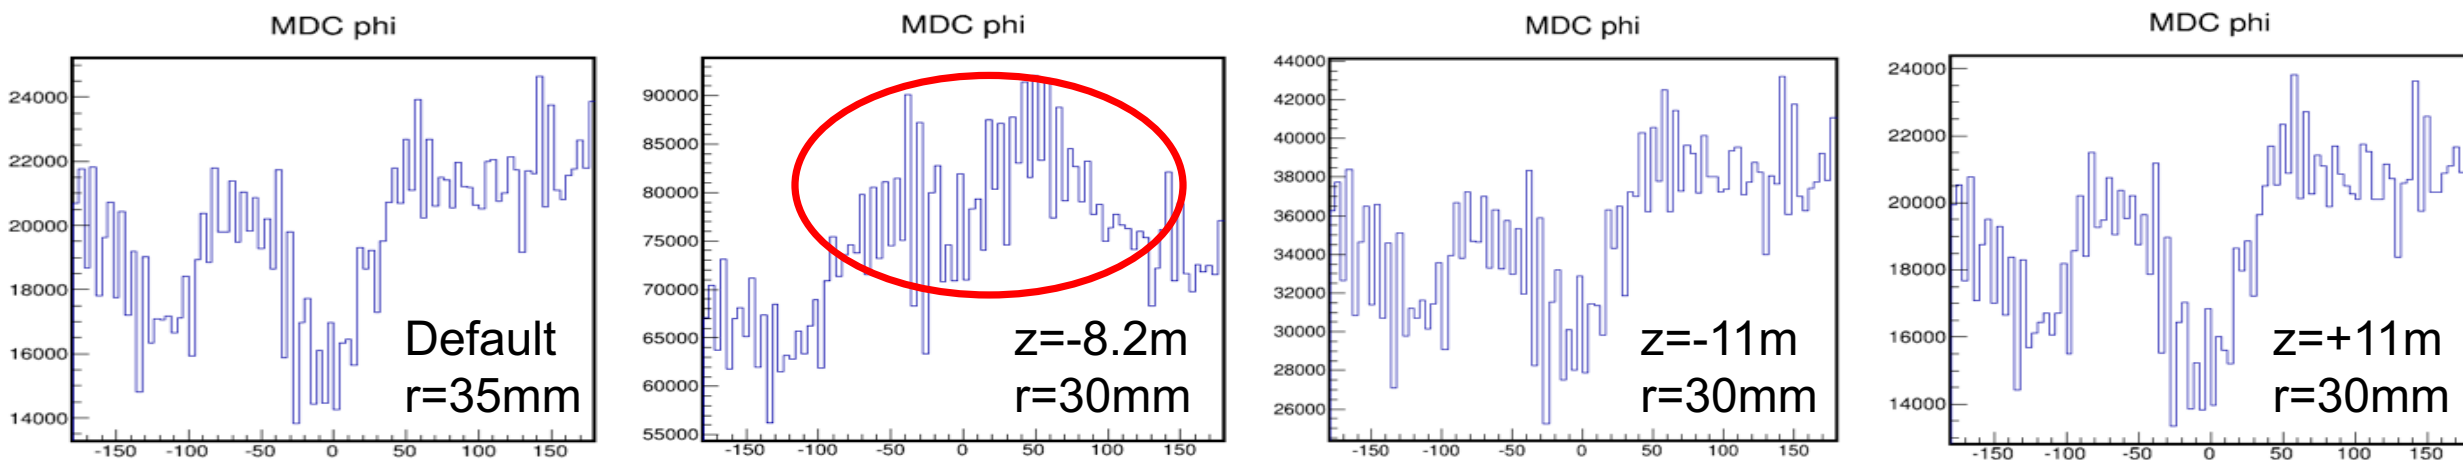 MDC phi
24000
22000
20000
18000
16000
14000
-150 -100 -50 0 50 100 150
Default
r=35mm
MDC phi
90000
85000
80000
75000
70000
65000
60000
55000
-150 -100 -50 0 50 100 150
z=-8.2m
r=30mm
MDC phi
44000
42000
40000
38000
36000
34000
32000
30000
28000
26000
-150 -100 -50 0 50 100 150
z=-11m
r=30mm
MDC phi
24000
22000
20000
18000
16000
14000
-150 -100 -50 0 50 100 150
z=+11m
r=30mm